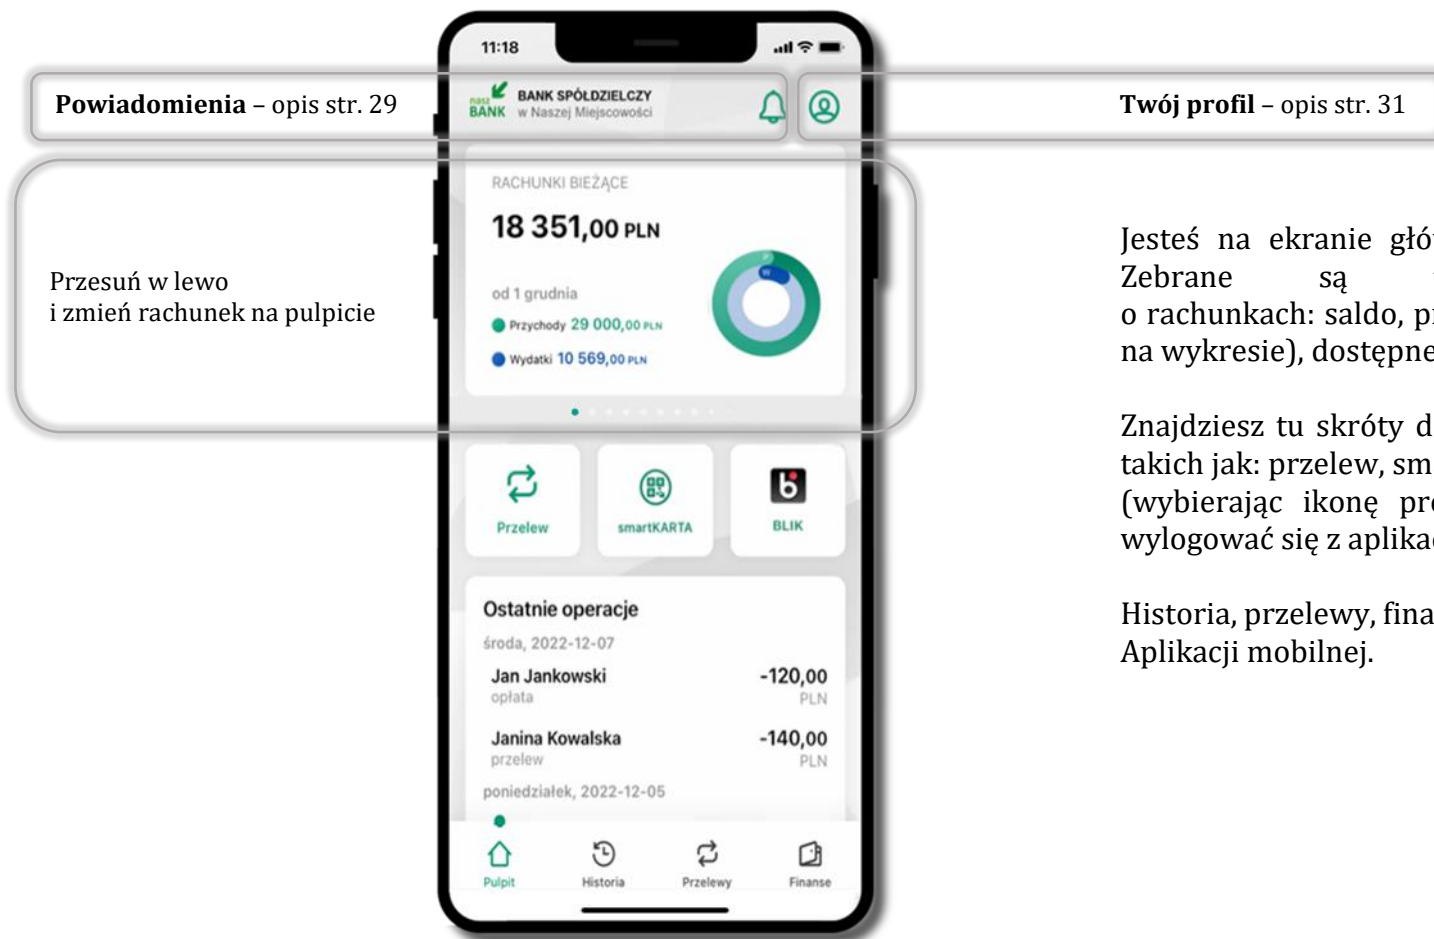 11:18
Powiadomienia – opis str. 29
nasz
BANK
BANK SPÓŁDZIELCZY
w Naszej Miejscowości
Twój profil – opis str. 31
RACHUNKI BIEŻĄCE
18 351,00 PLN
P
W
od 1 grudnia
Przychody 29 000,00 PLN
Wydatki 10 569,00 PLN
Przesuń w lewo
i zmień rachunek na pulpicie
Przelew
smartKARTA
BLIK
Ostatnie operacje
środa, 2022-12-07
Jan Jankowski -120,00
opłata PLN
Janina Kowalska -140,00
przelew PLN
poniedziałek, 2022-12-05
Pulpit
Historia
Przelewy
Finanse
Jesteś na ekranie
Zebrane są
o rachunkach: saldo,
na wykresie), dostępne
Znajdziesz tu skróty
takich jak: przelew,
(wybierając ikonę
wylogować się z
Historia, przelewy,
Aplikacji mobilnej.